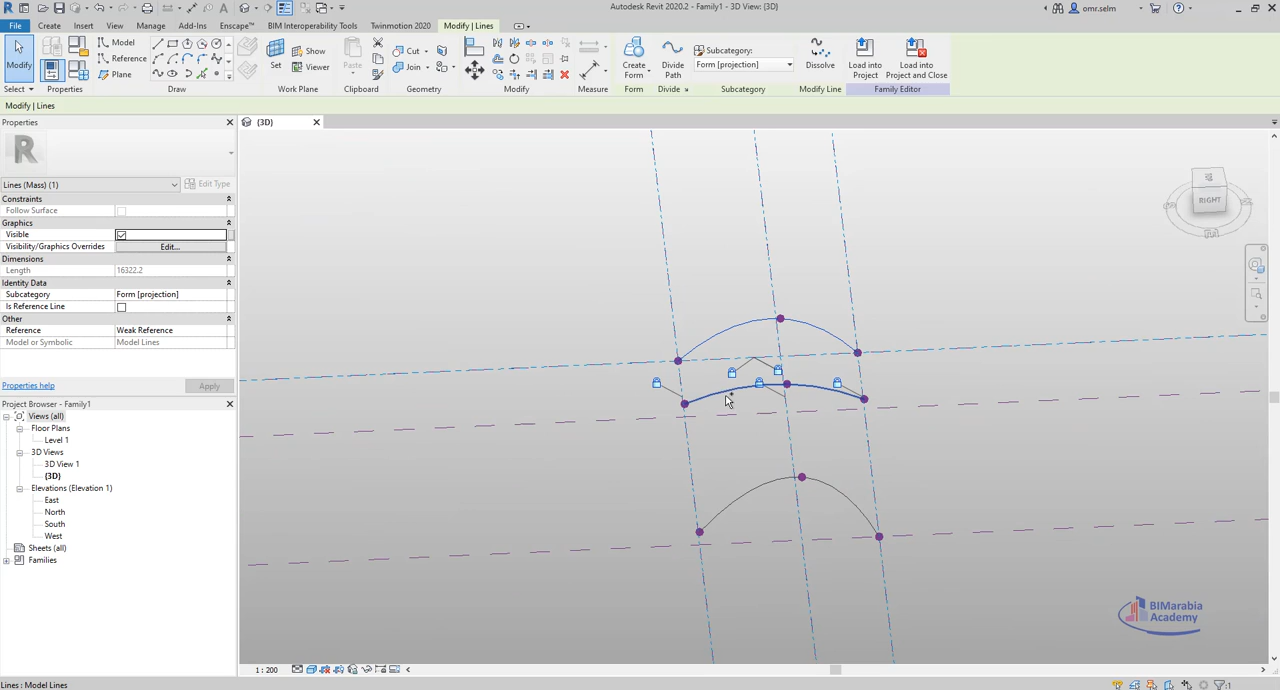 Autodesk Revit 2020.2 - Family1 - 3D View: {3D}
omr.selm
File Create Insert View Manage Add-Ins Enscape™ BIM Interoperability Tools Twinmotion 2020 Modify | Lines
Modify
Model
Reference
Plane
Set
Show
Viewer
Paste
Cut
Join
Create Form
Divide Path
Subcategory:
Form [projection]
Dissolve
Load into Project
Load into Project and Close
Select Properties Draw Work Plane Clipboard Geometry Modify Measure Form Divide Subcategory Modify Line Family Editor
Modify | Lines
Properties
R
{3D}
Lines (Mass) (1)
Edit Type
Constraints
Follow Surface
Graphics
Visible
Visibility/Graphics Overrides Edit...
Dimensions
Length 16322.2
Identity Data
Subcategory Form [projection]
Is Reference Line
Other
Reference Weak Reference
Model or Symbolic Model Lines
Properties help
Apply
Project Browser - Family1
Views (all)
Floor Plans
Level 1
3D Views
3D View 1
{3D}
Elevations (Elevation 1)
East
North
South
West
Sheets (all)
Families
RIGHT
BIMarabia
Academy
1 : 200
Lines : Model Lines
:1